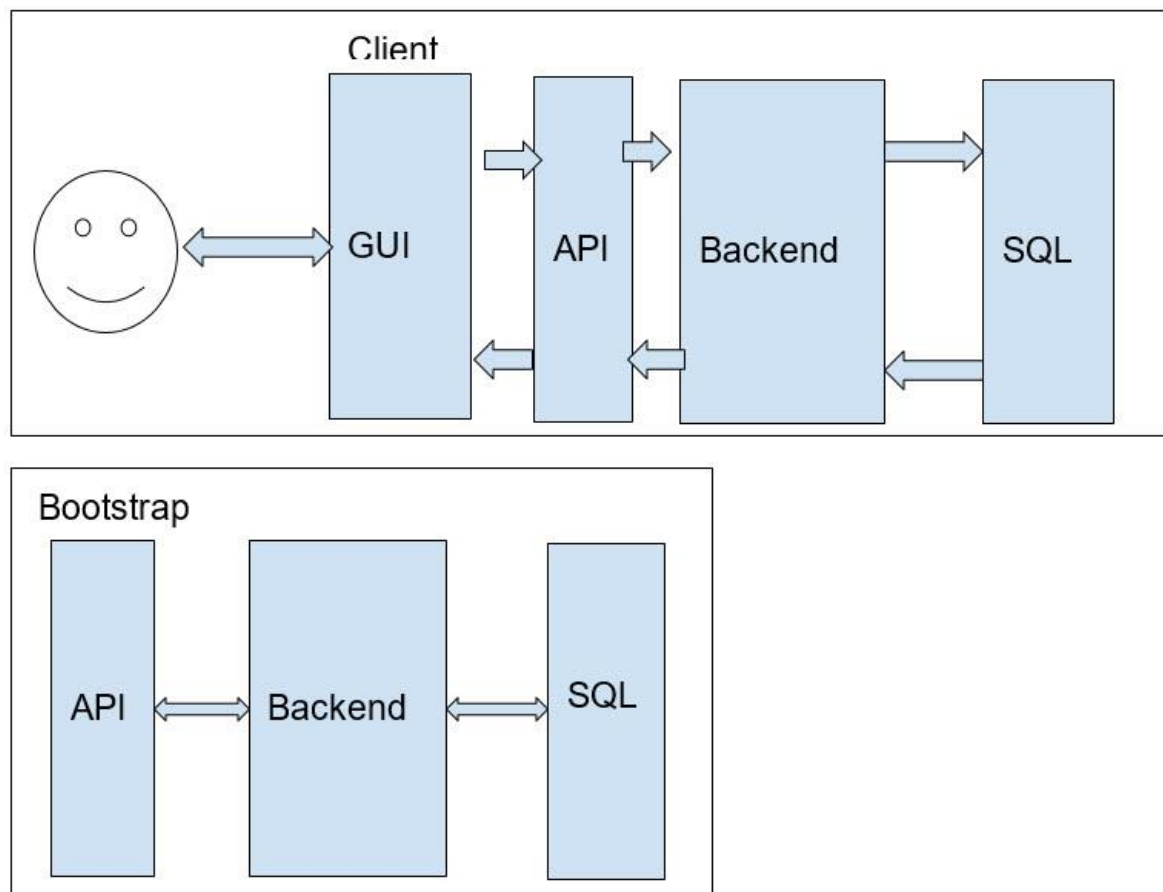 Client
GUI
API
Backend
SQL
Bootstrap
API
Backend
SQL